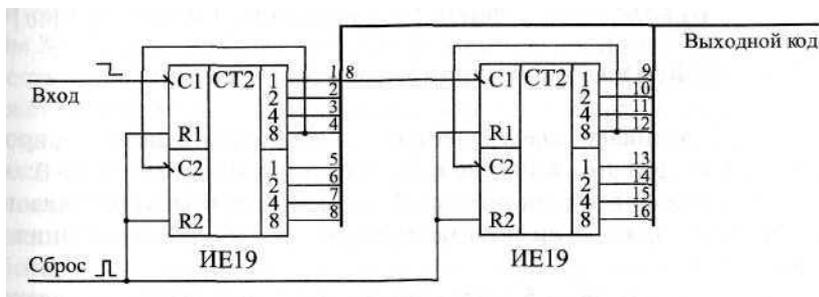 Выходной код
Вход
C1 CT2 1 1
2 2
4 3
R1 8 4
C2 1 5
2 6
4 7
R2 8 8
ИЕ19
8
C1 CT2 1 9
2 10
4 11
R1 8 12
C2 1 13
2 14
4 15
R2 8 16
ИЕ19
Сброс